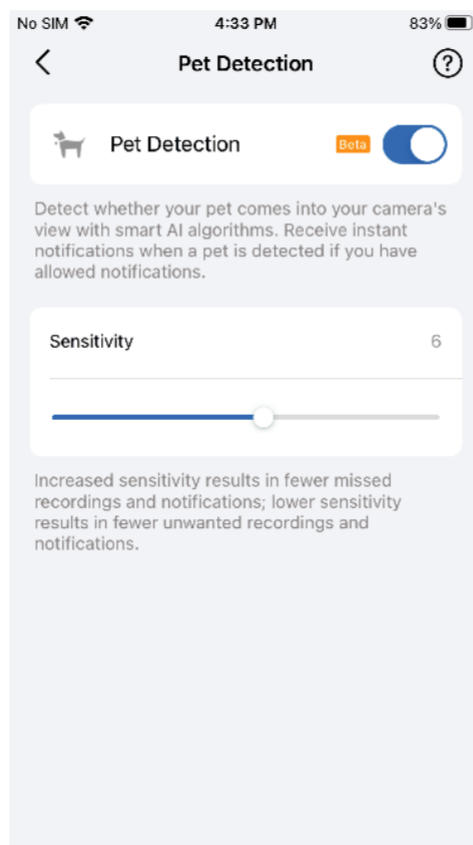 No SIM 4:33 PM 83%
Pet Detection ?
Pet Detection Beta
Detect whether your pet comes into your camera's
view with smart AI algorithms. Receive instant
notifications when a pet is detected if you have
allowed notifications.
Sensitivity 6
Increased sensitivity results in fewer missed
recordings and notifications; lower sensitivity
results in fewer unwanted recordings and
notifications.